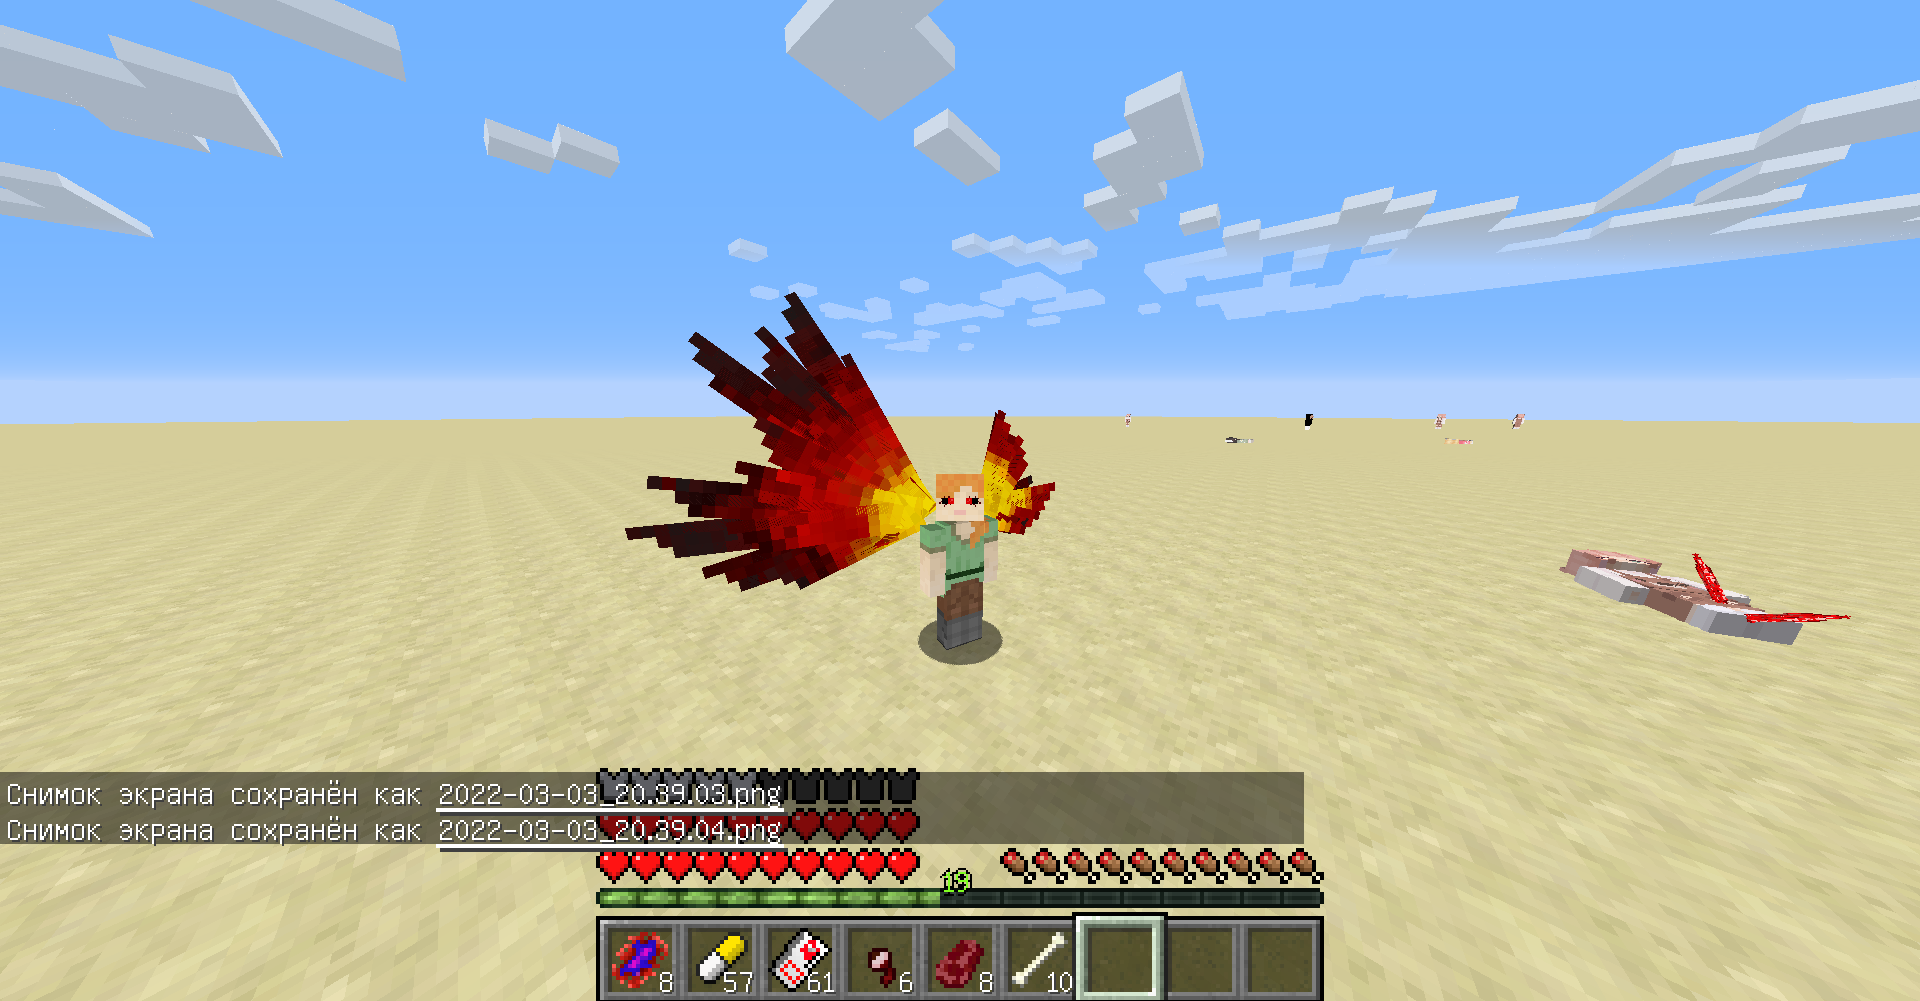 Снимок экрана сохранён как 2022-03-03_20.39.03.png
Снимок экрана сохранён как 2022-03-03_20.39.04.png
19
8 57 61 6 8 10